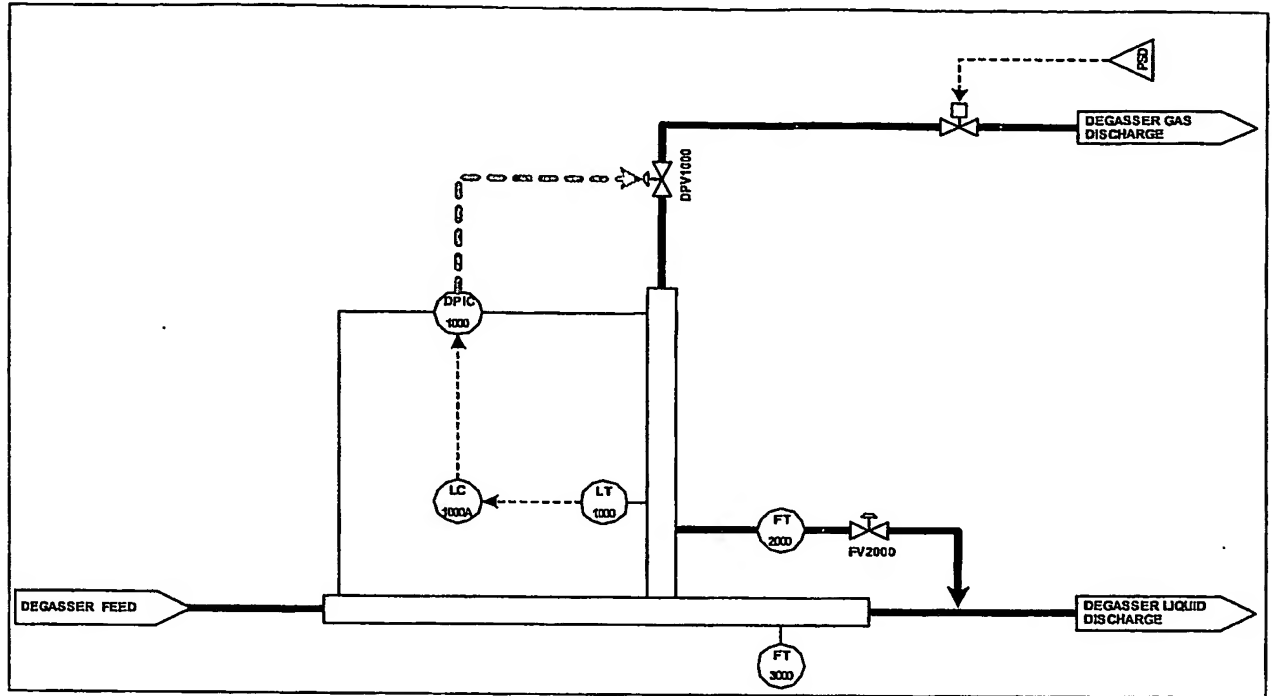 PSD
DEGASSER GAS
DISCHARGE
DPV1000
DPIC
1000
LC
1000A
LT
1000
FT
2000
FV2000
DEGASSER FEED
DEGASSER LIQUID
DISCHARGE
FT
3000